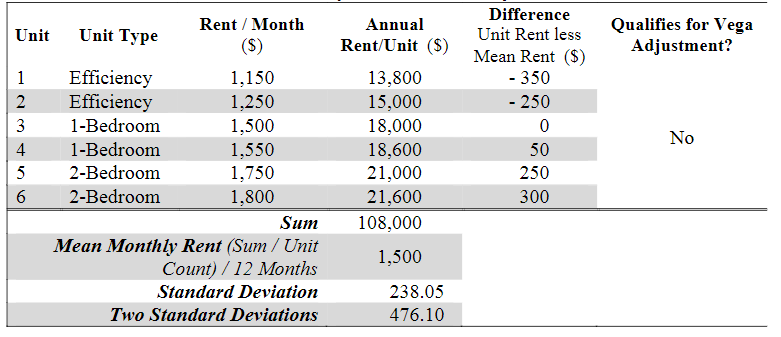 Unit Unit Type Rent / Month ($) Annual Rent/Unit ($) Difference Unit Rent less Mean Rent ($) Qualifies for Vega Adjustment?
1 Efficiency 1,150 13,800 - 350
2 Efficiency 1,250 15,000 - 250
3 1-Bedroom 1,500 18,000 0
No
4 1-Bedroom 1,550 18,600 50
5 2-Bedroom 1,750 21,000 250
6 2-Bedroom 1,800 21,600 300
Sum 108,000
Mean Monthly Rent (Sum / Unit
Count) / 12 Months 1,500
Standard Deviation 238.05
Two Standard Deviations 476.10